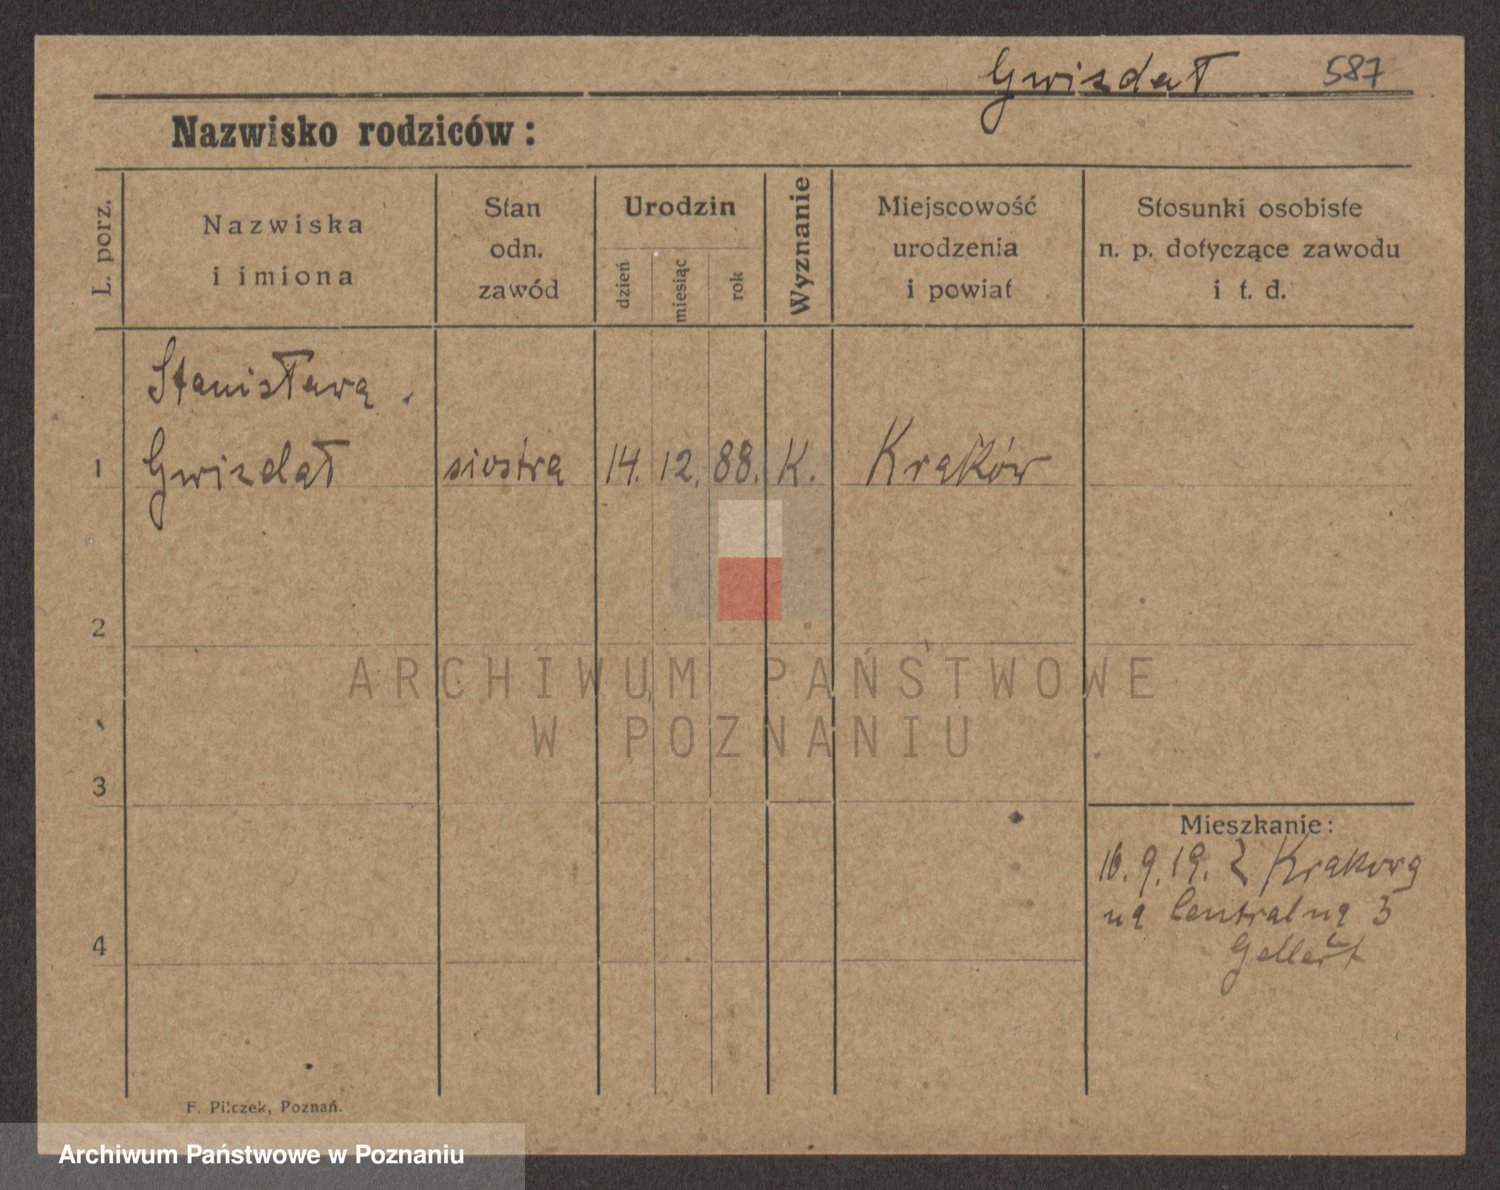 Gwizdał 587
Nazwisko rodziców:
L. porz.
Nazwiska
i imiona
Stan
odn.
zawód
Urodzin
dzień
miesiąc
rok
Wyznanie
Miejscowość
urodzenia
i powiat
Stosunki osobiste
n. p. dotyczące zawodu
i t. d.
Stanisława
1 Gwizdał siostra 14. 12. 88. K. Kraków
2
ARCHIWUM PAŃSTWOWE
W POZNANIU
3
Mieszkanie:
16.9.19. Z Krakowa
na Centralna 3
4
F. Pilczek, Poznań.
Archiwum Państwowe w Poznaniu